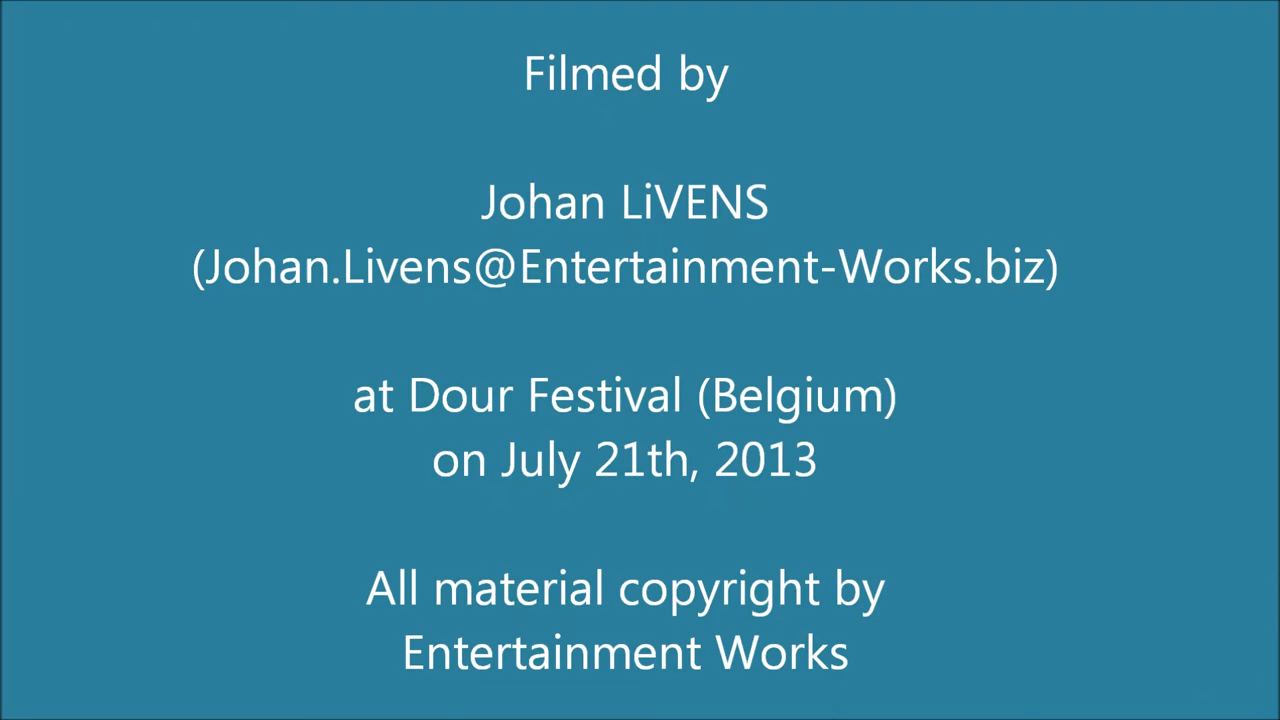 Filmed by
Johan LiVENS
(Johan.Livens@Entertainment-Works.biz)
at Dour Festival (Belgium)
on July 21th, 2013
All material copyright by
Entertainment Works